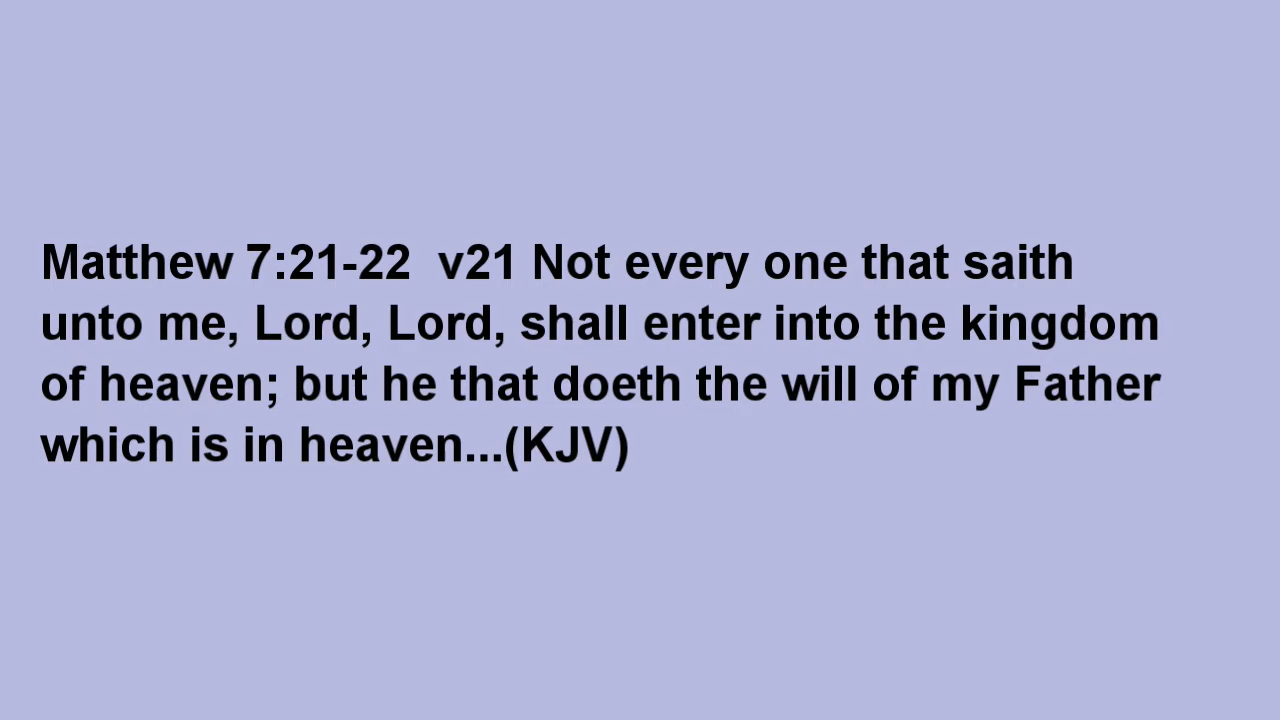 Matthew 7:21-22  v21 Not every one that saith
unto me, Lord, Lord, shall enter into the kingdom
of heaven; but he that doeth the will of my Father
which is in heaven...(KJV)